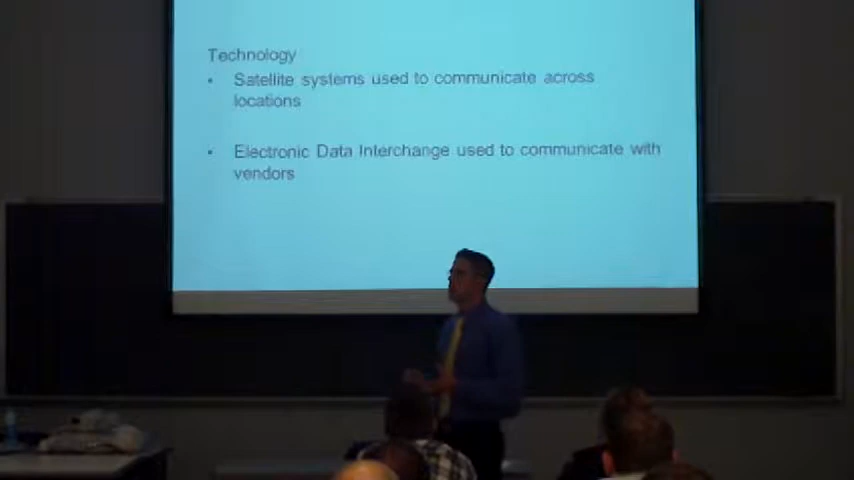 Technology
• Satellite systems used to communicate across
locations
• Electronic Data Interchange used to communicate with
vendors